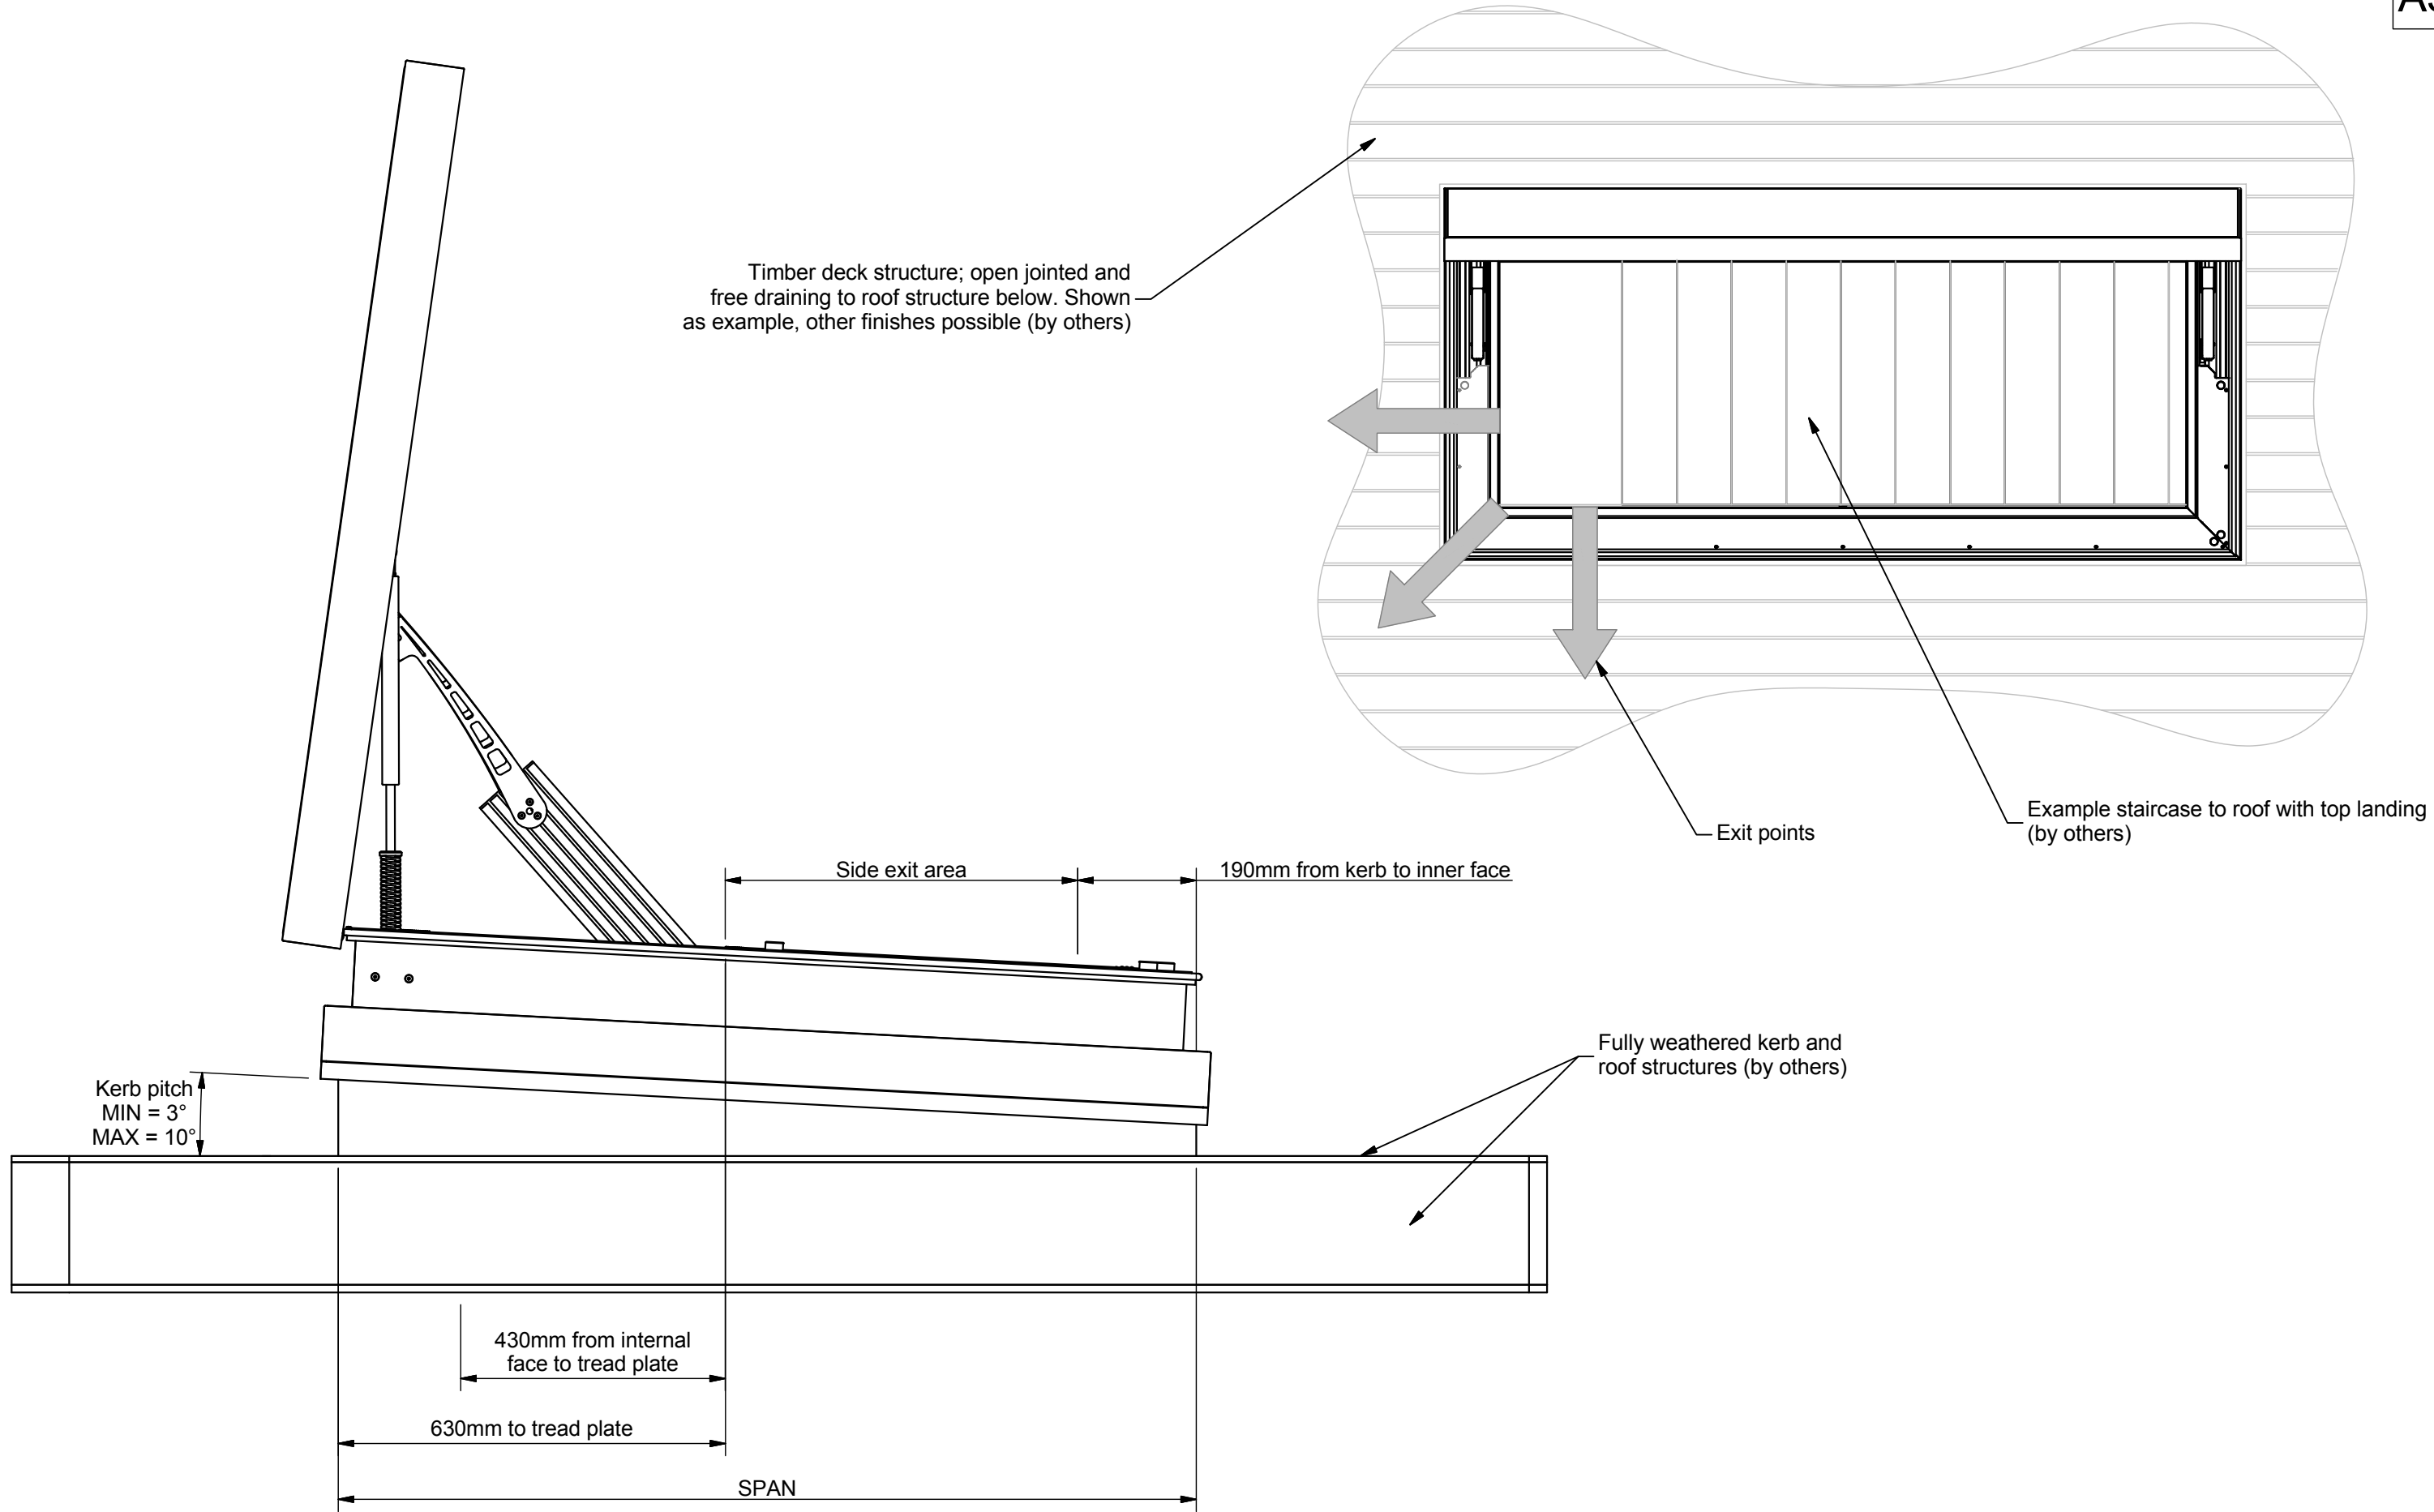 Timber deck structure; open jointed and
free draining to roof structure below. Shown
as example, other finishes possible (by others)
Exit points
Example staircase to roof with top landing
(by others)
Side exit area
190mm from kerb to inner face
Fully weathered kerb and
roof structures (by others)
Kerb pitch
MIN = 3°
MAX = 10°
430mm from internal
face to tread plate
630mm to tread plate
SPAN